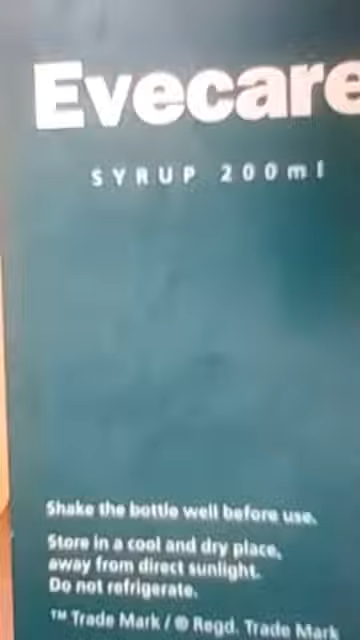 Evecare
SYRUP 200ml
Shake the bottle well before use.
Store in a cool and dry place,
away from direct sunlight.
Do not refrigerate.
™ Trade Mark / ® Regd. Trade Mark